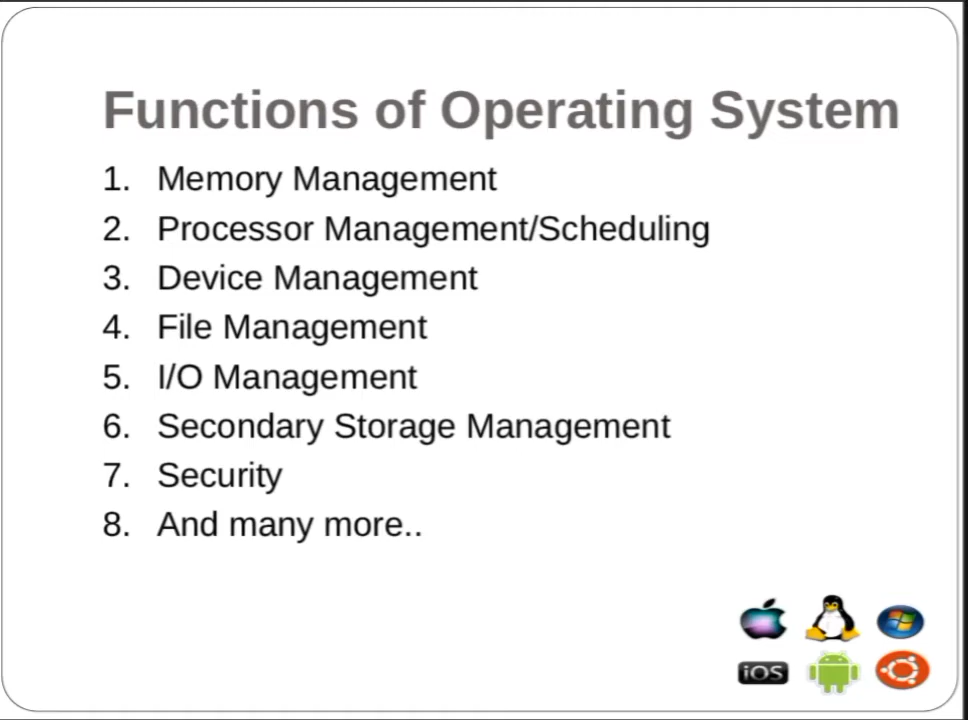 Functions of Operating System
1. Memory Management
2. Processor Management/Scheduling
3. Device Management
4. File Management
5. I/O Management
6. Secondary Storage Management
7. Security
8. And many more..
iOS